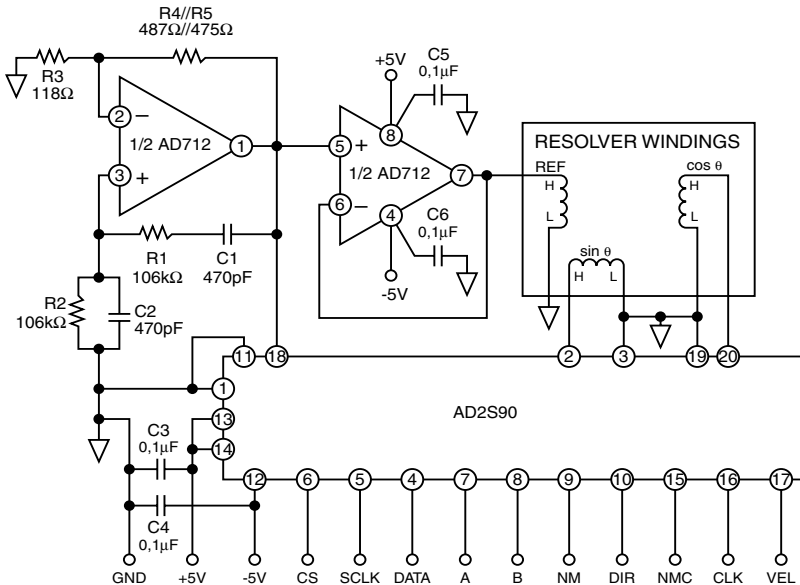 R4//R5
487Ω//475Ω
R3
118Ω
2
−
1/2 AD712
1
3
+
R1
106kΩ
C1
470pF
R2
106kΩ
C2
470pF
+5V
C5
0,1µF
8
5
+
1/2 AD712
7
6
−
4
C6
0,1µF
-5V
RESOLVER WINDINGS
REF
H
L
cos θ
H
L
sin θ
H
L
11
18
2
3
19
20
1
13
14
AD2S90
C3
0,1µF
C4
0,1µF
12
6
5
4
7
8
9
10
15
16
17
GND
+5V
-5V
CS
SCLK
DATA
A
B
NM
DIR
NMC
CLK
VEL